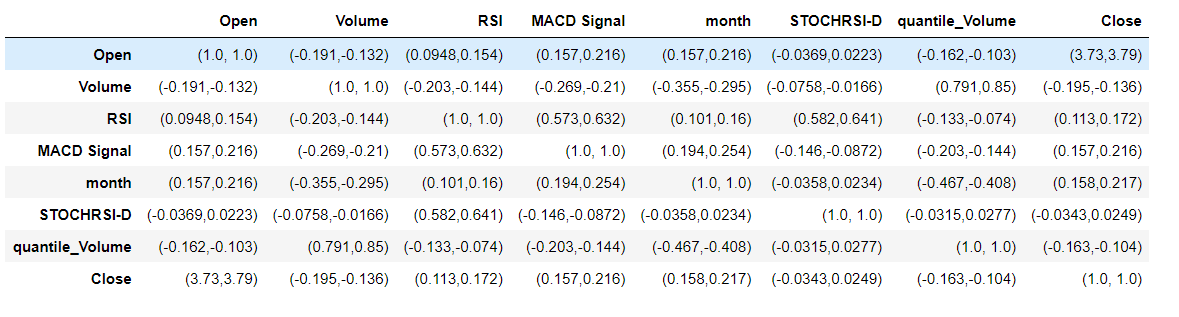 Open Volume RSI MACD Signal month STOCHRSI-D quantile_Volume Close
Open (1.0, 1.0) (-0.191,-0.132) (0.0948,0.154) (0.157,0.216) (0.157,0.216) (-0.0369,0.0223) (-0.162,-0.103) (3.73,3.79)
Volume (-0.191,-0.132) (1.0, 1.0) (-0.203,-0.144) (-0.269,-0.21) (-0.355,-0.295) (-0.0758,-0.0166) (0.791,0.85) (-0.195,-0.136)
RSI (0.0948,0.154) (-0.203,-0.144) (1.0, 1.0) (0.573,0.632) (0.101,0.16) (0.582,0.641) (-0.133,-0.074) (0.113,0.172)
MACD Signal (0.157,0.216) (-0.269,-0.21) (0.573,0.632) (1.0, 1.0) (0.194,0.254) (-0.146,-0.0872) (-0.203,-0.144) (0.157,0.216)
month (0.157,0.216) (-0.355,-0.295) (0.101,0.16) (0.194,0.254) (1.0, 1.0) (-0.0358,0.0234) (-0.467,-0.408) (0.158,0.217)
STOCHRSI-D (-0.0369,0.0223) (-0.0758,-0.0166) (0.582,0.641) (-0.146,-0.0872) (-0.0358,0.0234) (1.0, 1.0) (-0.0315,0.0277) (-0.0343,0.0249)
quantile_Volume (-0.162,-0.103) (0.791,0.85) (-0.133,-0.074) (-0.203,-0.144) (-0.467,-0.408) (-0.0315,0.0277) (1.0, 1.0) (-0.163,-0.104)
Close (3.73,3.79) (-0.195,-0.136) (0.113,0.172) (0.157,0.216) (0.158,0.217) (-0.0343,0.0249) (-0.163,-0.104) (1.0, 1.0)